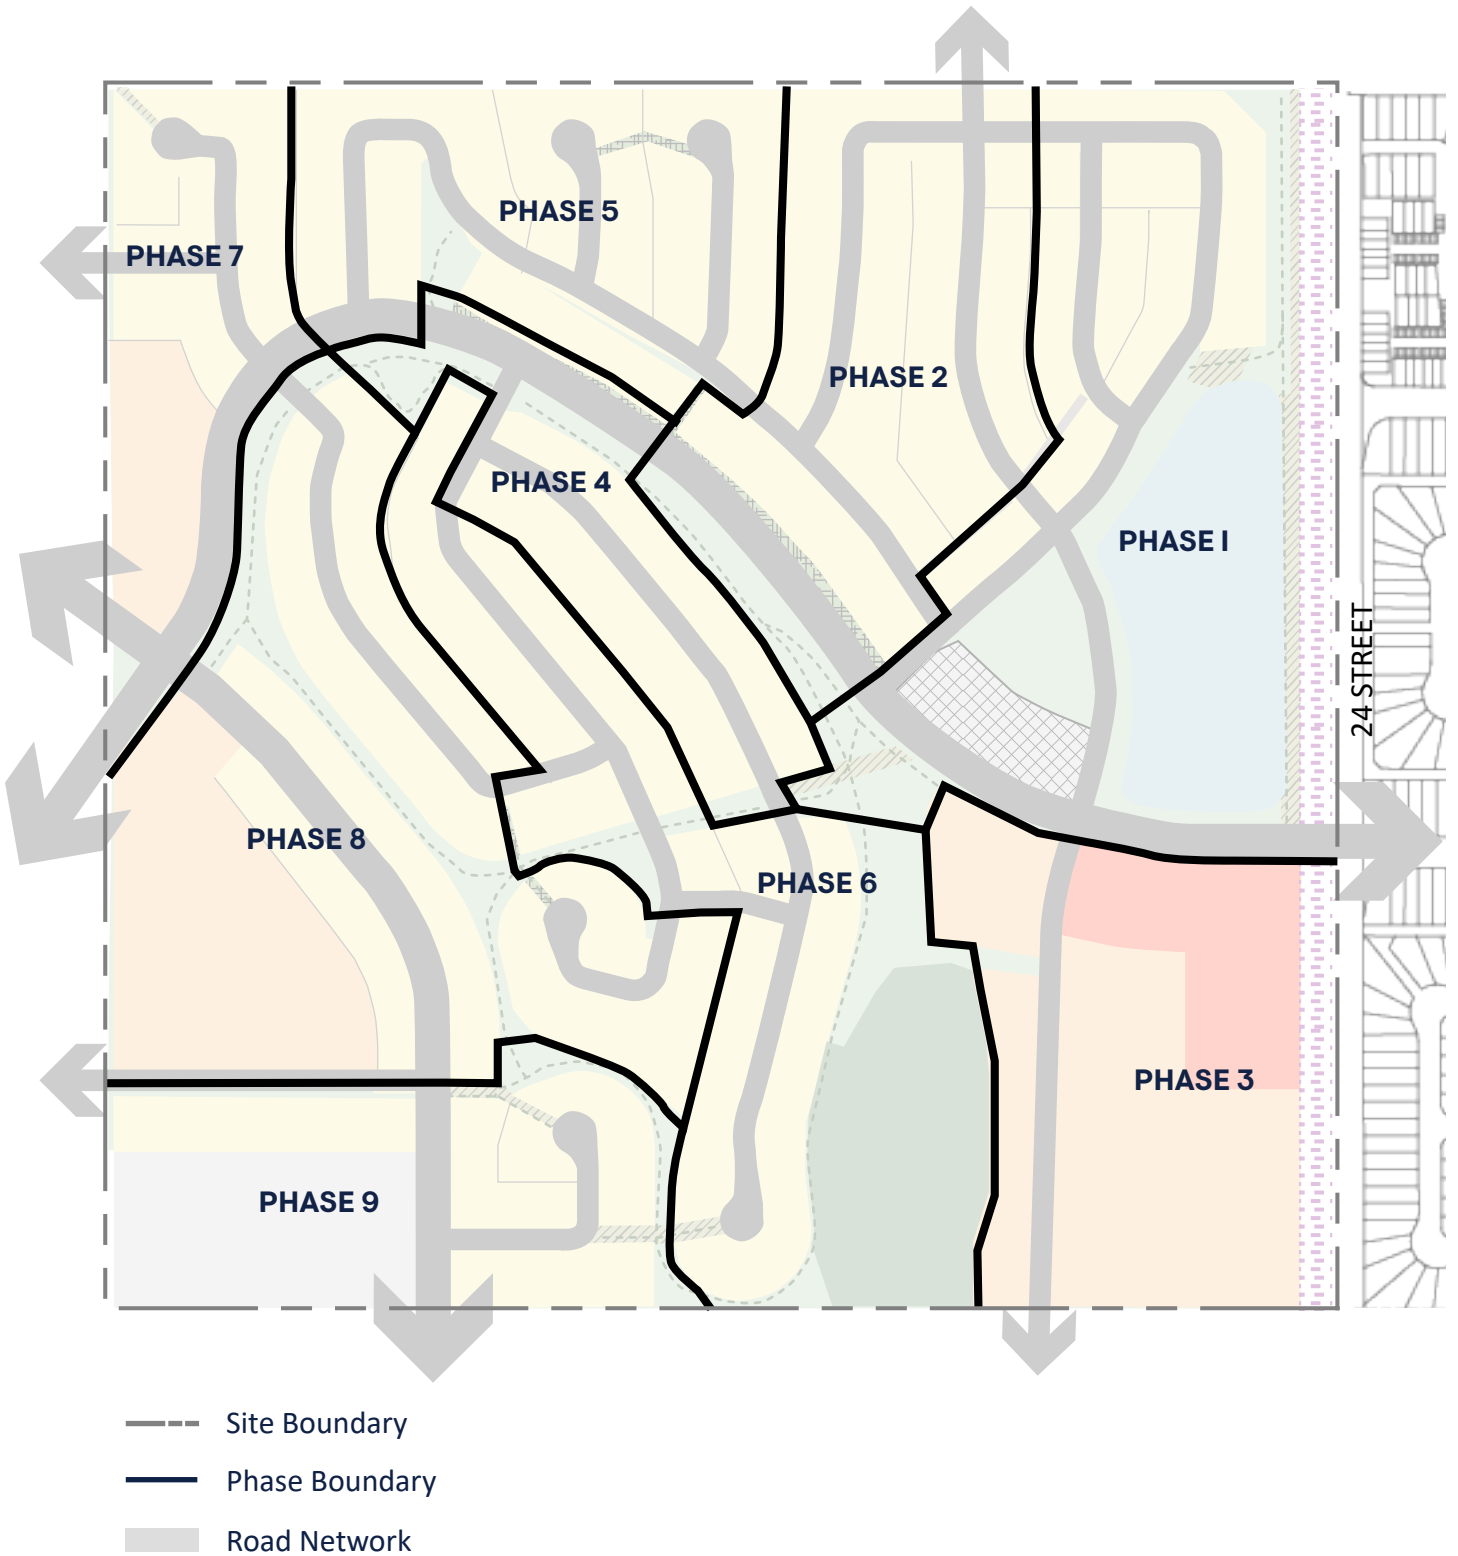 PHASE 5
PHASE 7
PHASE 2
PHASE 4
PHASE I
24 STREET
PHASE 8
PHASE 6
PHASE 3
PHASE 9
Site Boundary
Phase Boundary
Road Network